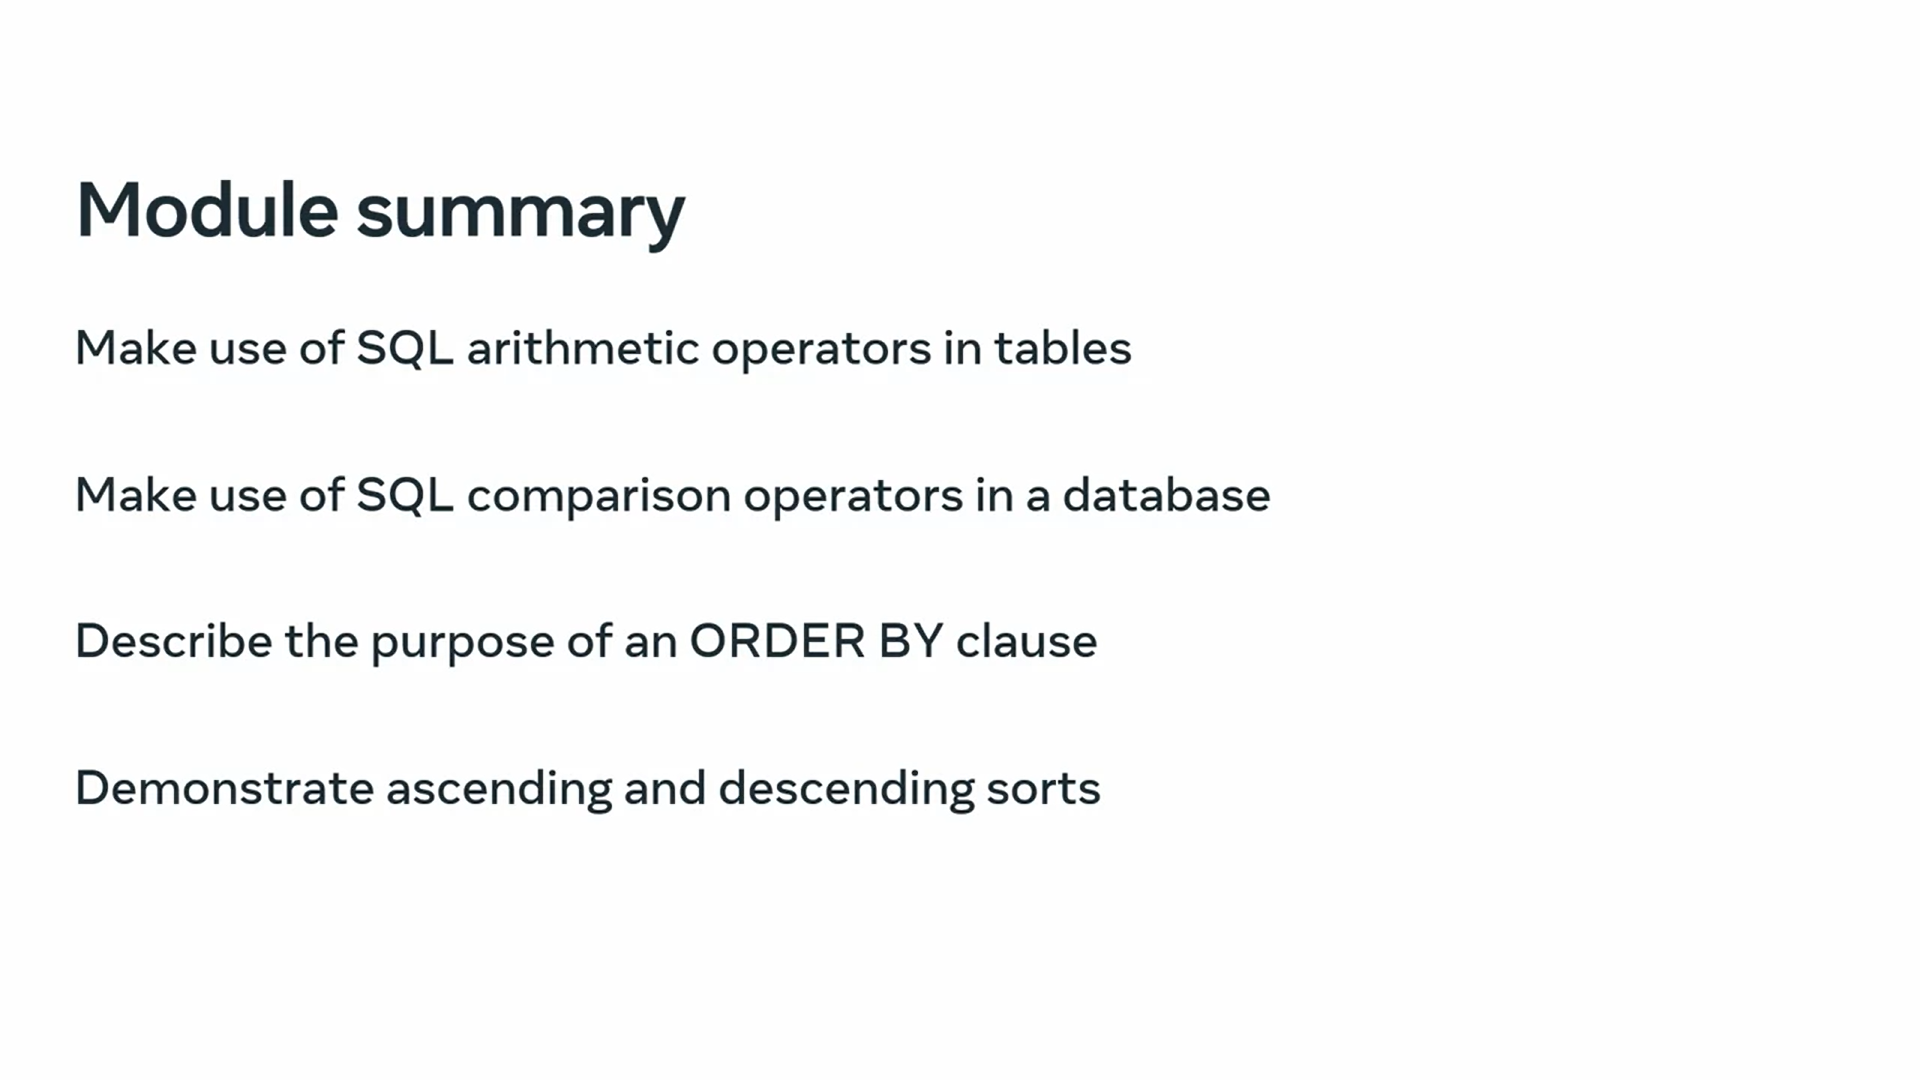 Module summary
Make use of SQL arithmetic operators in tables
Make use of SQL comparison operators in a database
Describe the purpose of an ORDER BY clause
Demonstrate ascending and descending sorts